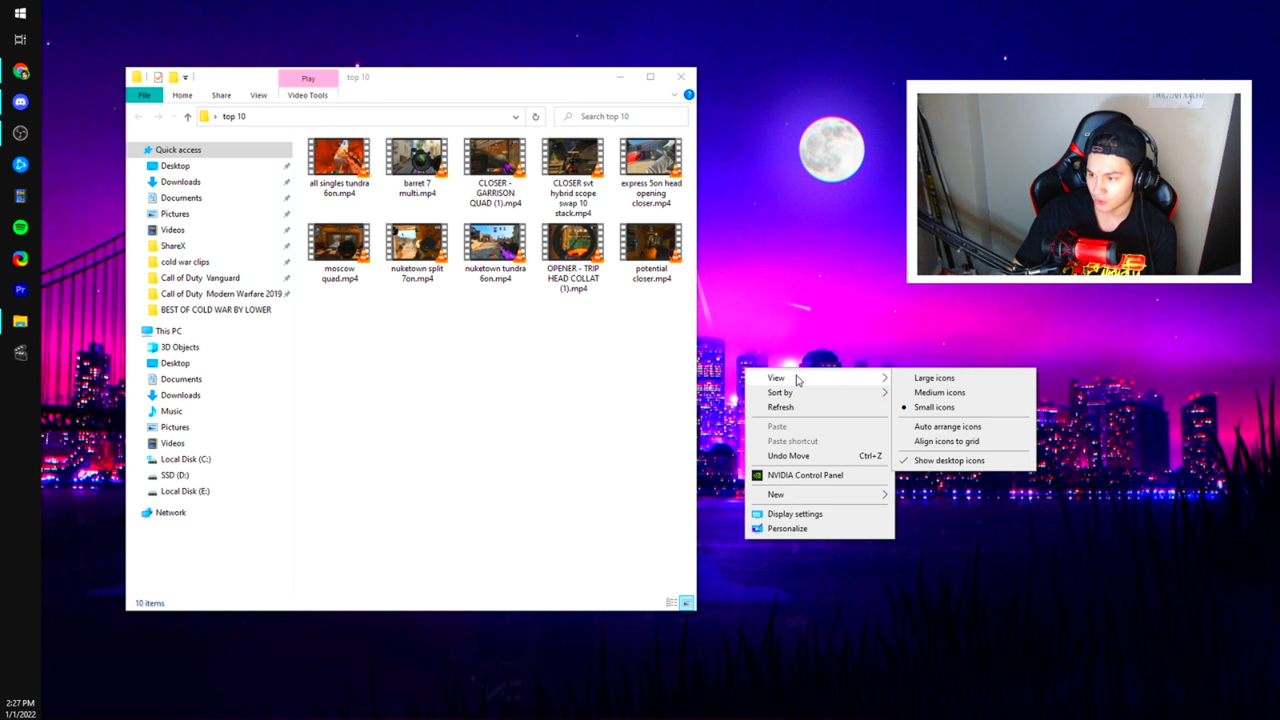 Play
top 10
File
Home
Share
View
Video Tools
top 10
Search top 10
Quick access
Desktop
Downloads
Documents
Pictures
Videos
ShareX
cold war clips
Call of Duty Vanguard
Call of Duty Modern Warfare 2019
BEST OF COLD WAR BY LOWER
This PC
3D Objects
Desktop
Documents
Downloads
Music
Pictures
Videos
Local Disk (C:)
SSD (D:)
Local Disk (E:)
Network
all singles tundra
6on.mp4
barret 7
multi.mp4
CLOSER -
GARRISON
QUAD (1).mp4
CLOSER svt
hybrid scope
swap 10
stack.mp4
express 5on head
opening
closer.mp4
moscow
quad.mp4
nuketown split
7on.mp4
nuketown tundra
6on.mp4
OPENER - TRIP
HEAD COLLAT
(1).mp4
potential
closer.mp4
10 items
View
Sort by
Refresh
Paste
Paste shortcut
Undo Move Ctrl+Z
NVIDIA Control Panel
New
Display settings
Personalize
Large icons
Medium icons
Small icons
Auto arrange icons
Align icons to grid
Show desktop icons
Pr
2:27 PM
1/1/2022